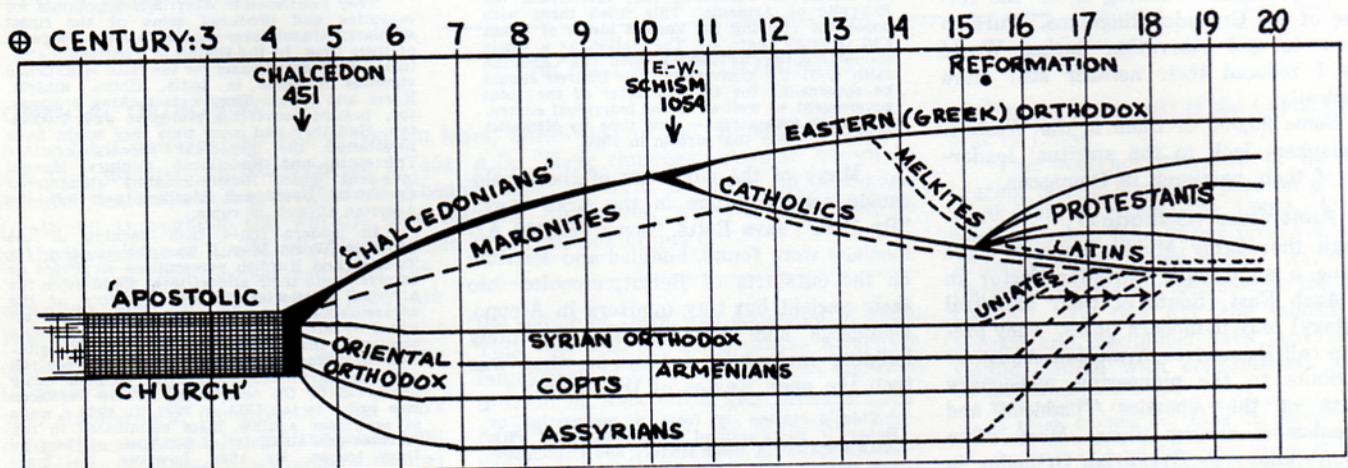 ⊕ CENTURY: 3 4 5 6 7 8 9 10 11 12 13 14 15 16 17 18 19 20
CHALCEDON
451
E.-W.
SCHISM
1054
REFORMATION
EASTERN (GREEK) ORTHODOX
'CHALCEDONIANS'
MARONITES
CATHOLICS
MELKITES
PROTESTANTS
LATINS
UNIATES
'APOSTOLIC
CHURCH'
ORIENTAL
ORTHODOX
SYRIAN ORTHODOX
ARMENIANS
COPTS
ASSYRIANS